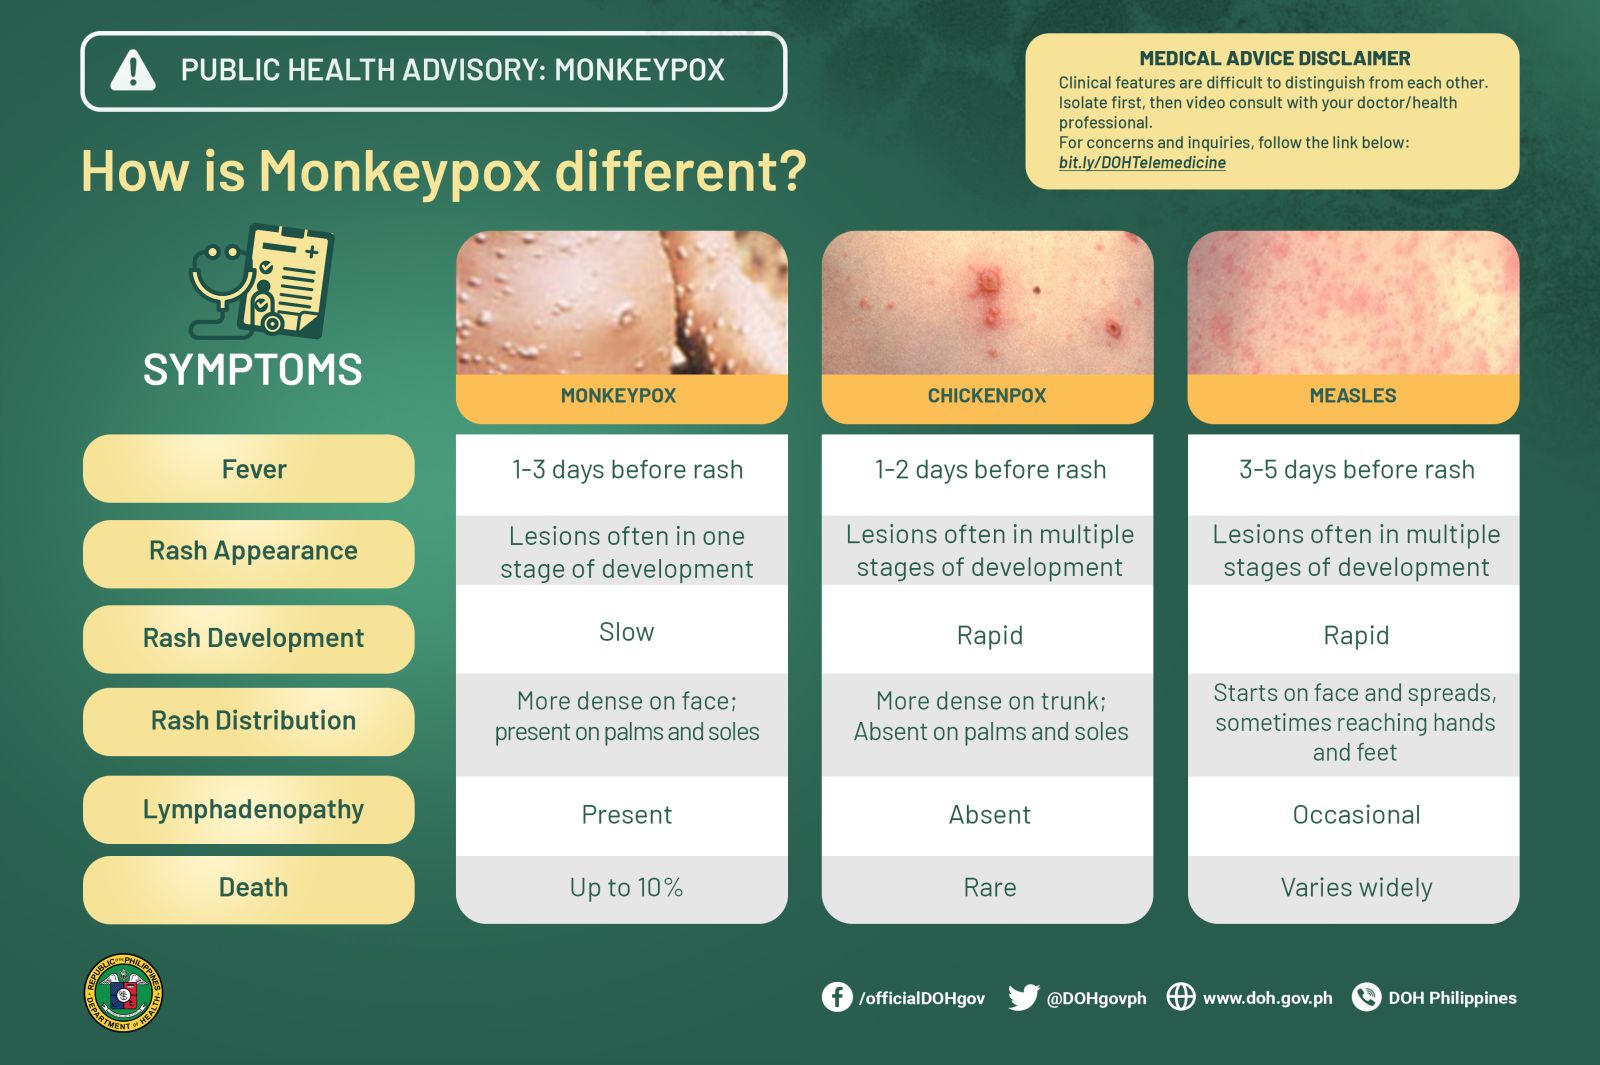 PUBLIC HEALTH ADVISORY: MONKEYPOX
MEDICAL ADVICE DISCLAIMER
Clinical features are difficult to distinguish from each other.
Isolate first, then video consult with your doctor/health
professional.
For concerns and inquiries, follow the link below:
bit.ly/DOHTelemedicine
How is Monkeypox different?
SYMPTOMS
MONKEYPOX
CHICKENPOX
MEASLES
Fever
1-3 days before rash
1-2 days before rash
3-5 days before rash
Rash Appearance
Lesions often in one
stage of development
Lesions often in multiple
stages of development
Lesions often in multiple
stages of development
Rash Development
Slow
Rapid
Rapid
Rash Distribution
More dense on face;
present on palms and soles
More dense on trunk;
Absent on palms and soles
Starts on face and spreads,
sometimes reaching hands
and feet
Lymphadenopathy
Present
Absent
Occasional
Death
Up to 10%
Rare
Varies widely
REPUBLIC OF THE PHILIPPINES
DEPARTMENT OF HEALTH
/officialDOHgov
@DOHgovph
www.doh.gov.ph
DOH Philippines